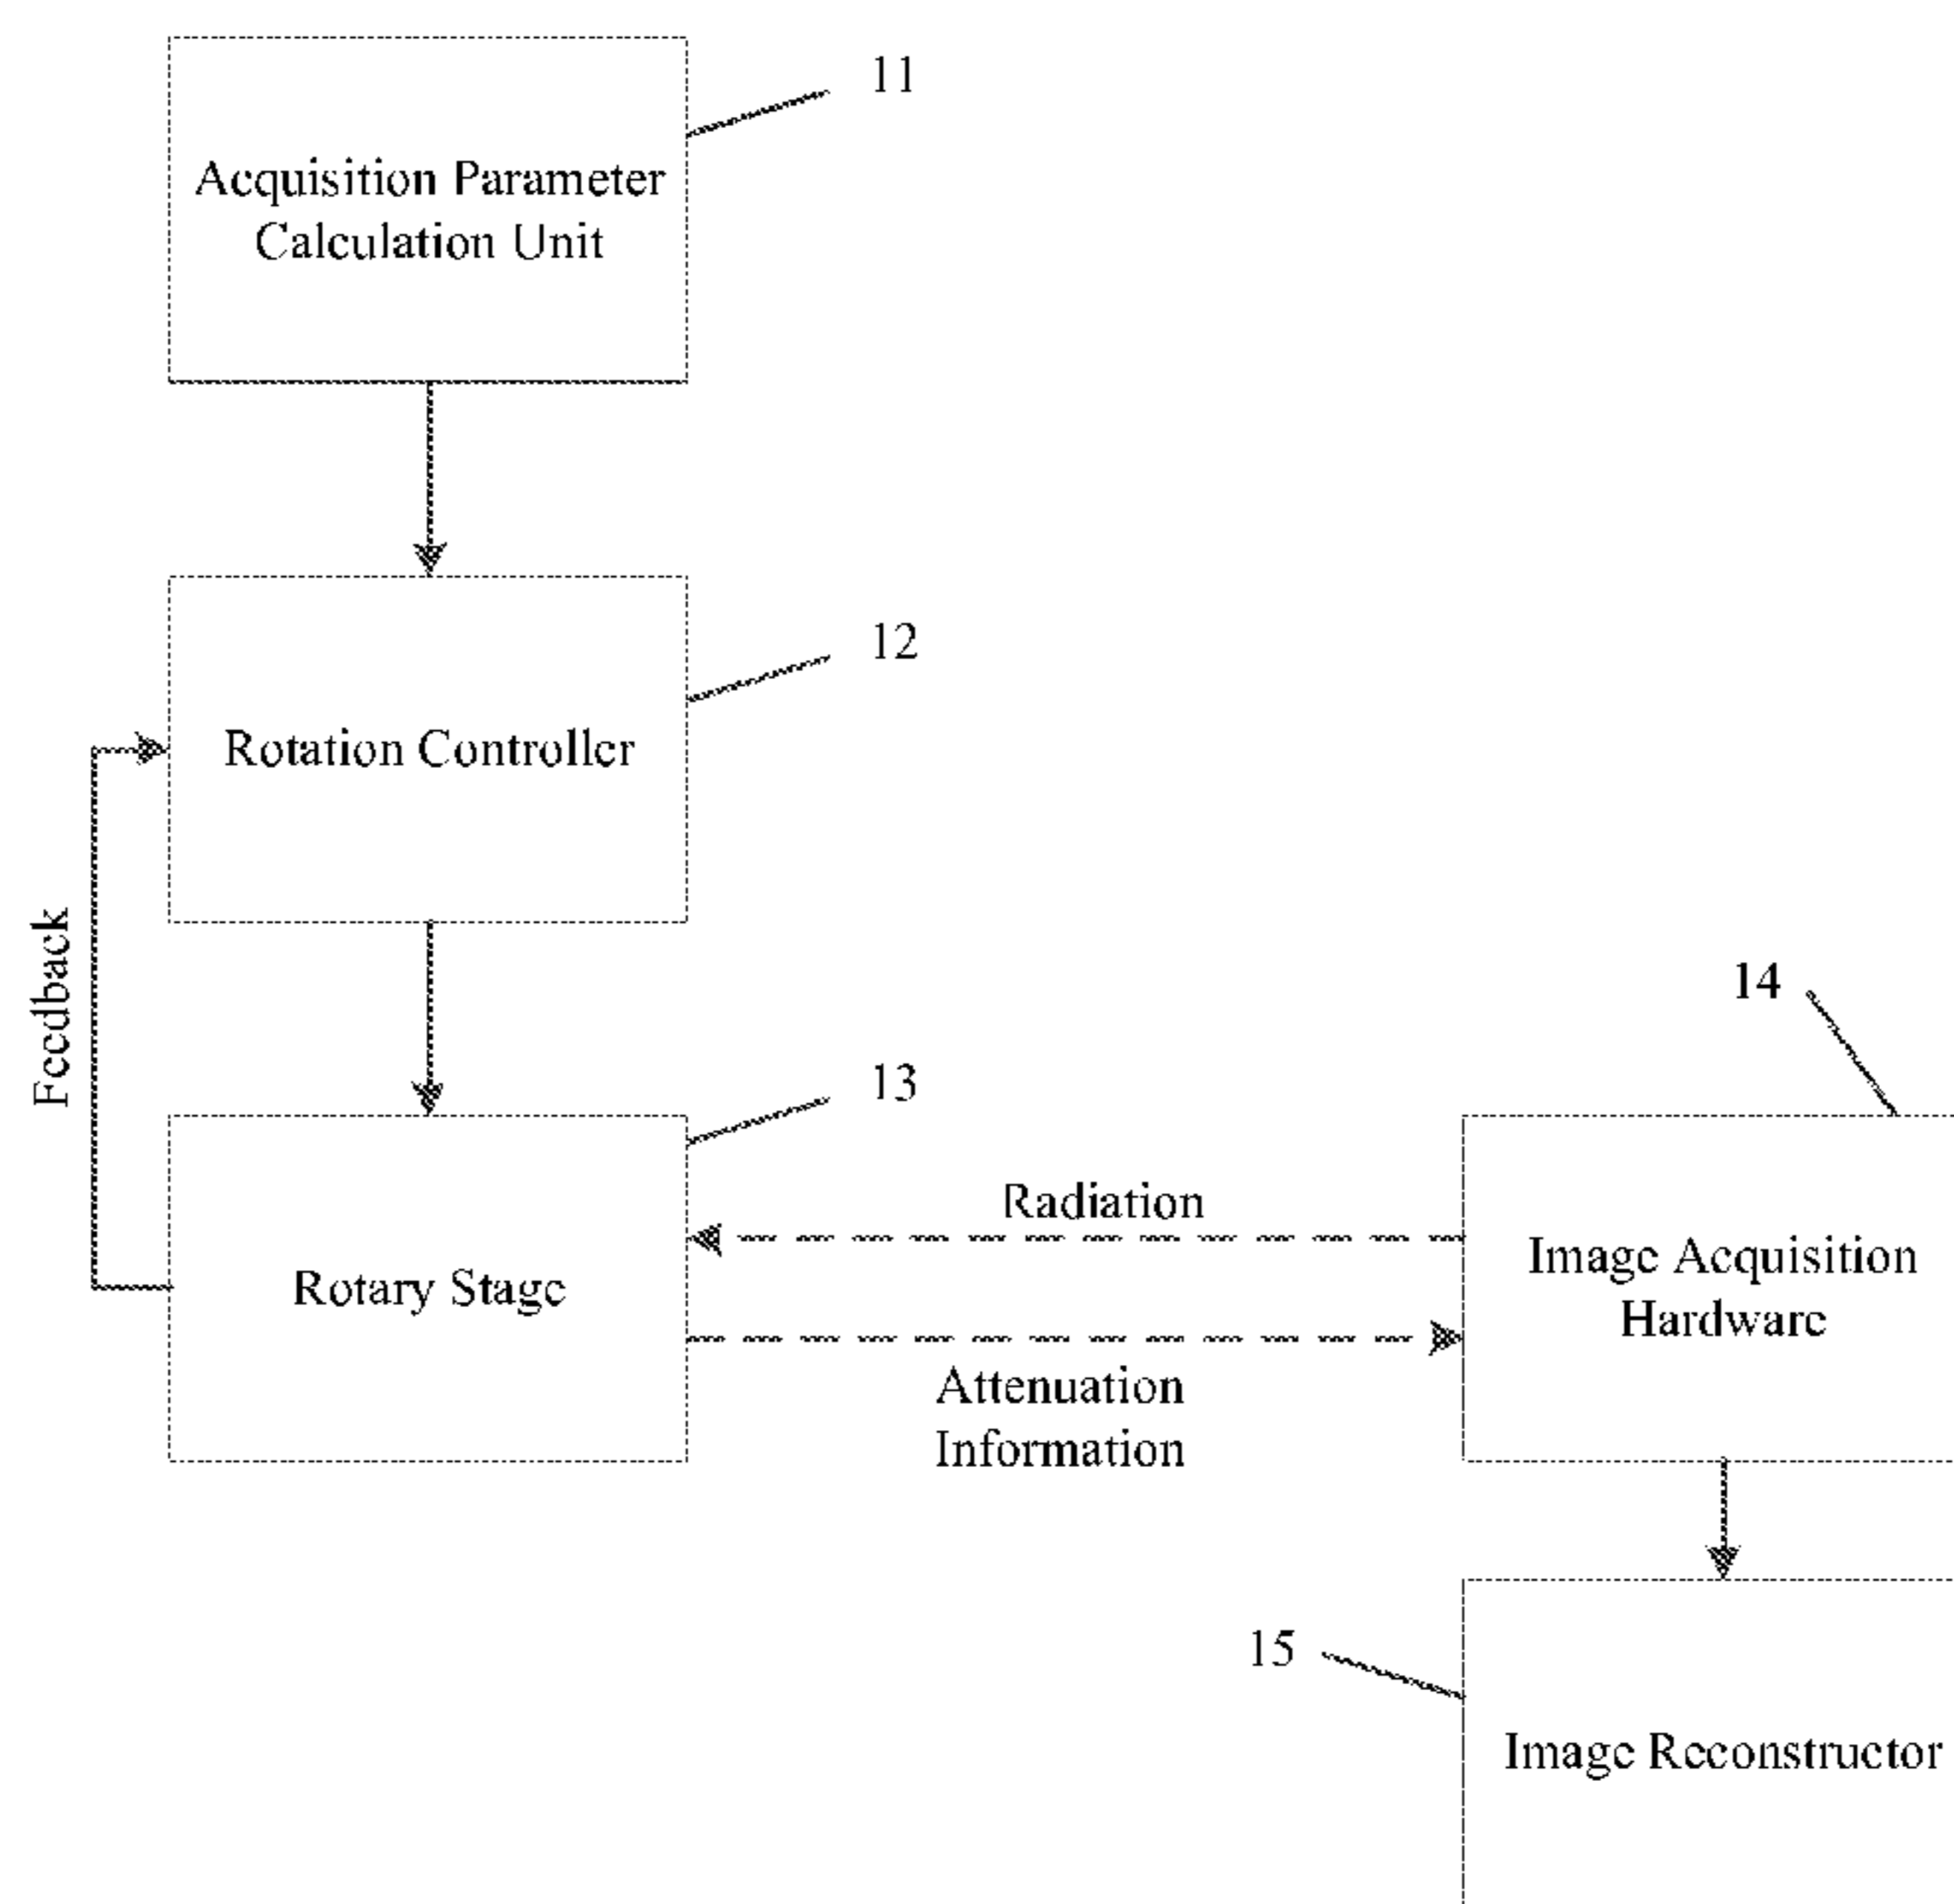 11
Acquisition Parameter
Calculation Unit
12
Rotation Controller
Feedback
14
13
Radiation
Image Acquisition
Hardware
Rotary Stage
Attenuation
Information
15
Image Reconstructor